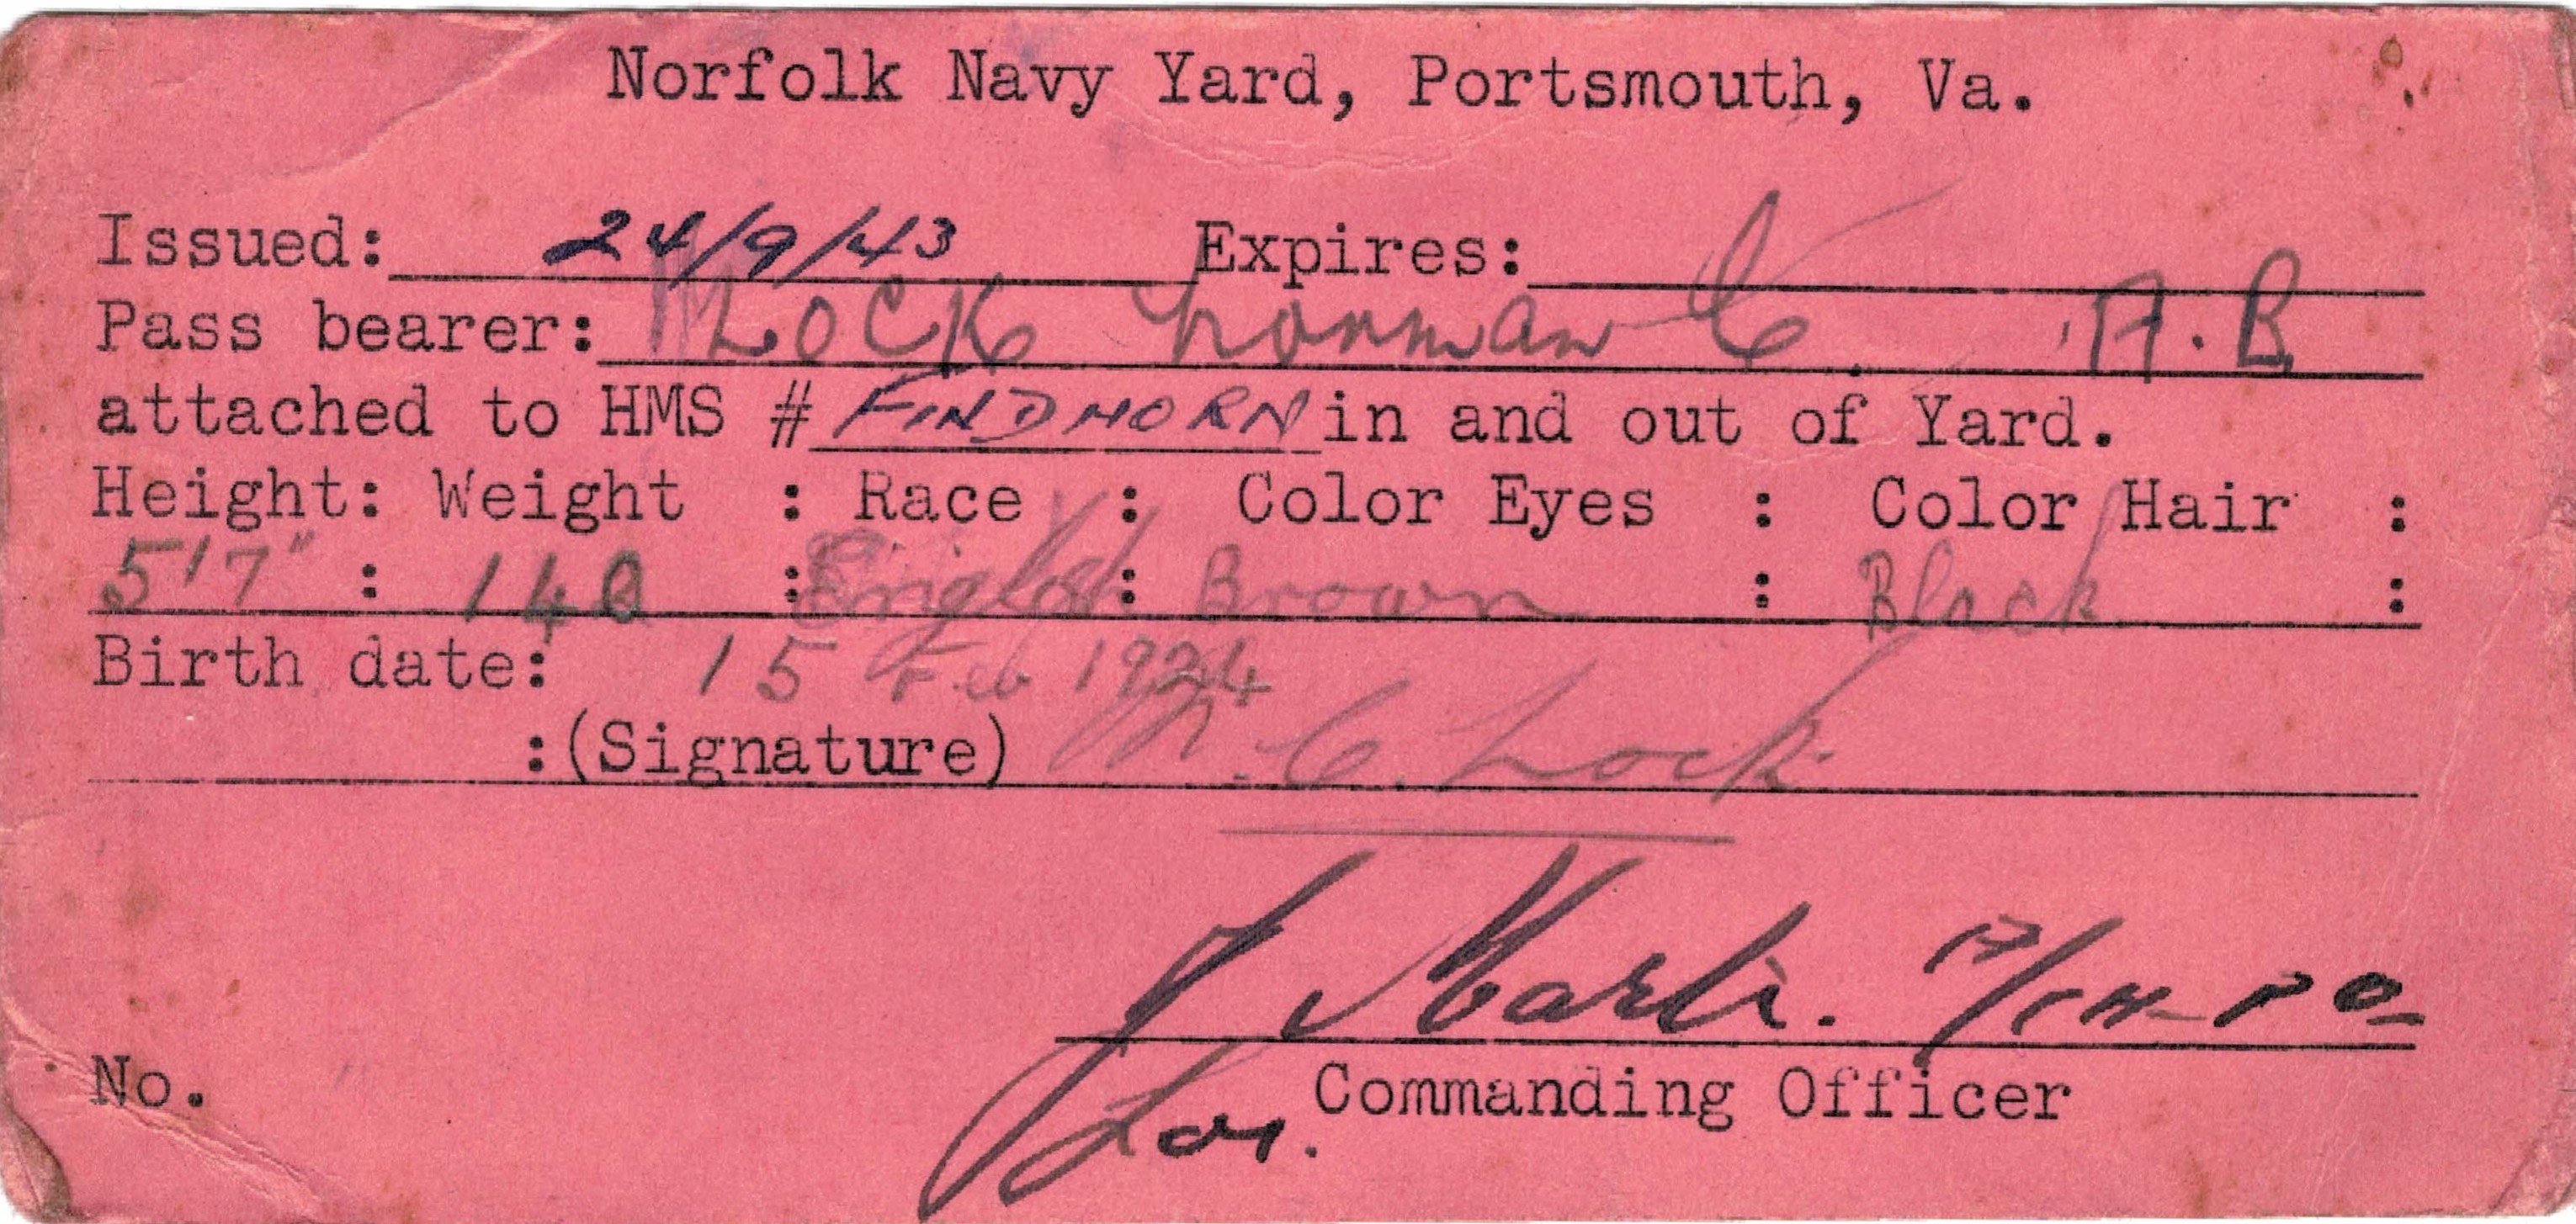 Norfolk Navy Yard, Portsmouth, Va.
Issued: 24/9/43 Expires:
Pass bearer: LOCK Norman C. A.B
attached to HMS # FINDHORN in and out of Yard.
Height: Weight : Race : Color Eyes : Color Hair :
5'7" : 140 : English : Brown : Black :
Birth date: 15 Feb 1924
:(Signature) N. C. Lock
J
No. for. Commanding Officer